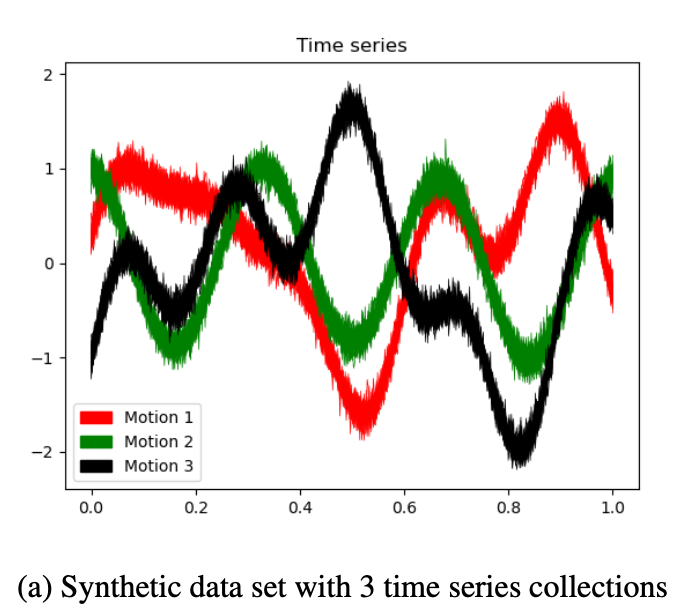 Time series
2
1
0
−1
−2
Motion 1
Motion 2
Motion 3
0.0 0.2 0.4 0.6 0.8 1.0
(a) Synthetic data set with 3 time series collections